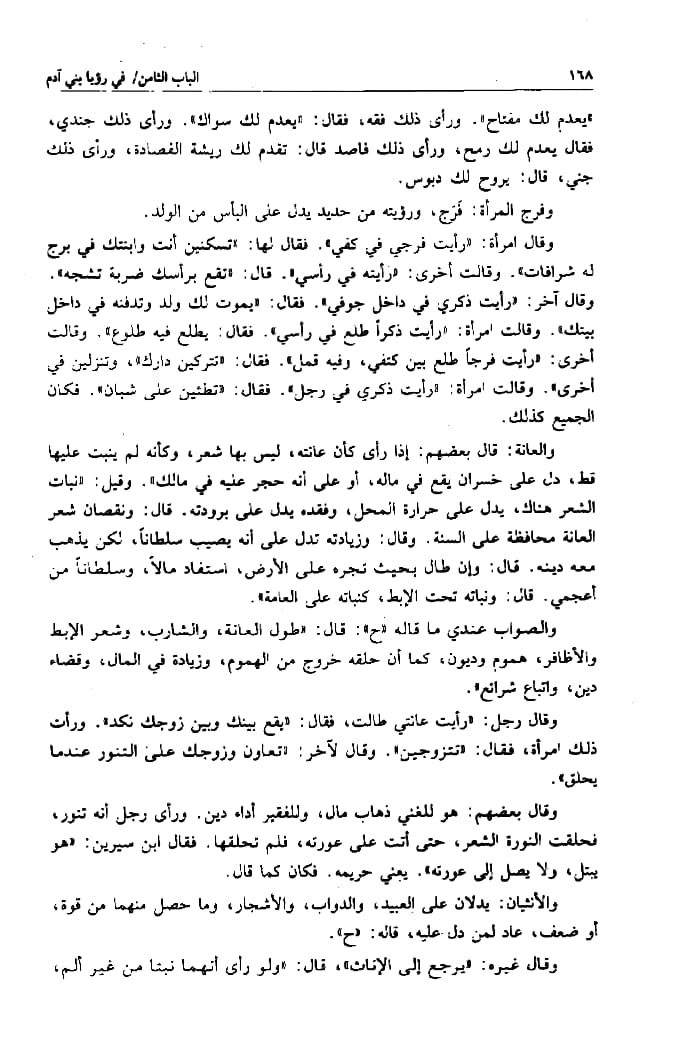 ١٦٨ الباب الثامن/ في رؤيا بني آدم
«يعدم لك مفتاح». ورأى ذلك فقه، فقال: «يعدم لك سواك». ورأى ذلك جندي،
فقال يعدم لك رمح، ورأى ذلك فاصد قال: تقدم لك ريشة الفصادة، ورأى ذلك
جني، قال: يروح لك دبوس.
وفرج المرأة: فَرَج، ورؤيته من حديد يدل على البأس من الولد.
وقال امرأة: «رأيت فرجي في كفي». فقال لها: «تسكنين أنت وابنتك في برج
له شرافات». وقالت أخرى: «رأيته في رأسي». قال: «تقع برأسك ضربة تشجه».
وقال آخر: «رأيت ذكري في داخل جوفي». فقال: «يموت لك ولد وتدفنه في داخل
بيتك». وقالت امرأة: «رأيت ذكراً طلع في رأسي». فقال: يطلع فيه طلوع». وقالت
أخرى: «رأيت فرجاً طلع بين كتفي، وفيه قمل». فقال: «تتركين دارك»، وتنزلين في
أخرى». وقالت امرأة: «رأيت ذكري في رجل». فقال: «تطئين على شبان». فكان
الجميع كذلك.
والعانة: قال بعضهم: إذا رأى كأن عانته، ليس بها شعر، وكأنه لم ينبت عليها
قط، دل على خسران يقع في ماله، أو على أنه حجر عليه في مالك». وقيل: «نبات
الشعر هناك، يدل على حرارة المحل، وفقده يدل على برودته. قال: ونقصان شعر
العانة محافظة على السنة. وقال: وزيادته تدل على أنه يصيب سلطاناً، لكن يذهب
معه دينه. قال: وإن طال بحيث تجره على الأرض، استفاد مالاً، وسلطاناً من
أعجمي. قال: ونباته تحت الإبط، كنباته على العامة».
والصواب عندي ما قاله «ح»: قال: «طول العانة، والشارب، وشعر الإبط
والأظافر، هموم وديون، كما أن حلقه خروج من الهموم، وزيادة في المال، وقضاء
دين، واتباع شرائع».
وقال رجل: «رأيت عانتي طالت، فقال: «يقع بينك وبين زوجك نكد». ورأت
ذلك امرأة، فقال: «تتزوجين». وقال لآخر: «تعاون وزوجك على التنور عندما
يحلق».
وقال بعضهم: هو للغني ذهاب مال، وللفقير أداء دين. ورأى رجل أنه تنور،
فحلقت النورة الشعر، حتى أتت على عورته، فلم تحلقها. فقال ابن سيرين: «هو
يبتل، ولا يصل إلى عورته». يعني حريمه. فكان كما قال.
والأنثيان: يدلان على العبيد، والدواب، والأشجار، وما حصل منهما من قوة،
أو ضعف، عاد لمن دل عليه، قاله: «ح».
وقال غيره: «يرجع إلى الإناث»، قال: «ولو رأى أنهما نبتا من غير ألم،